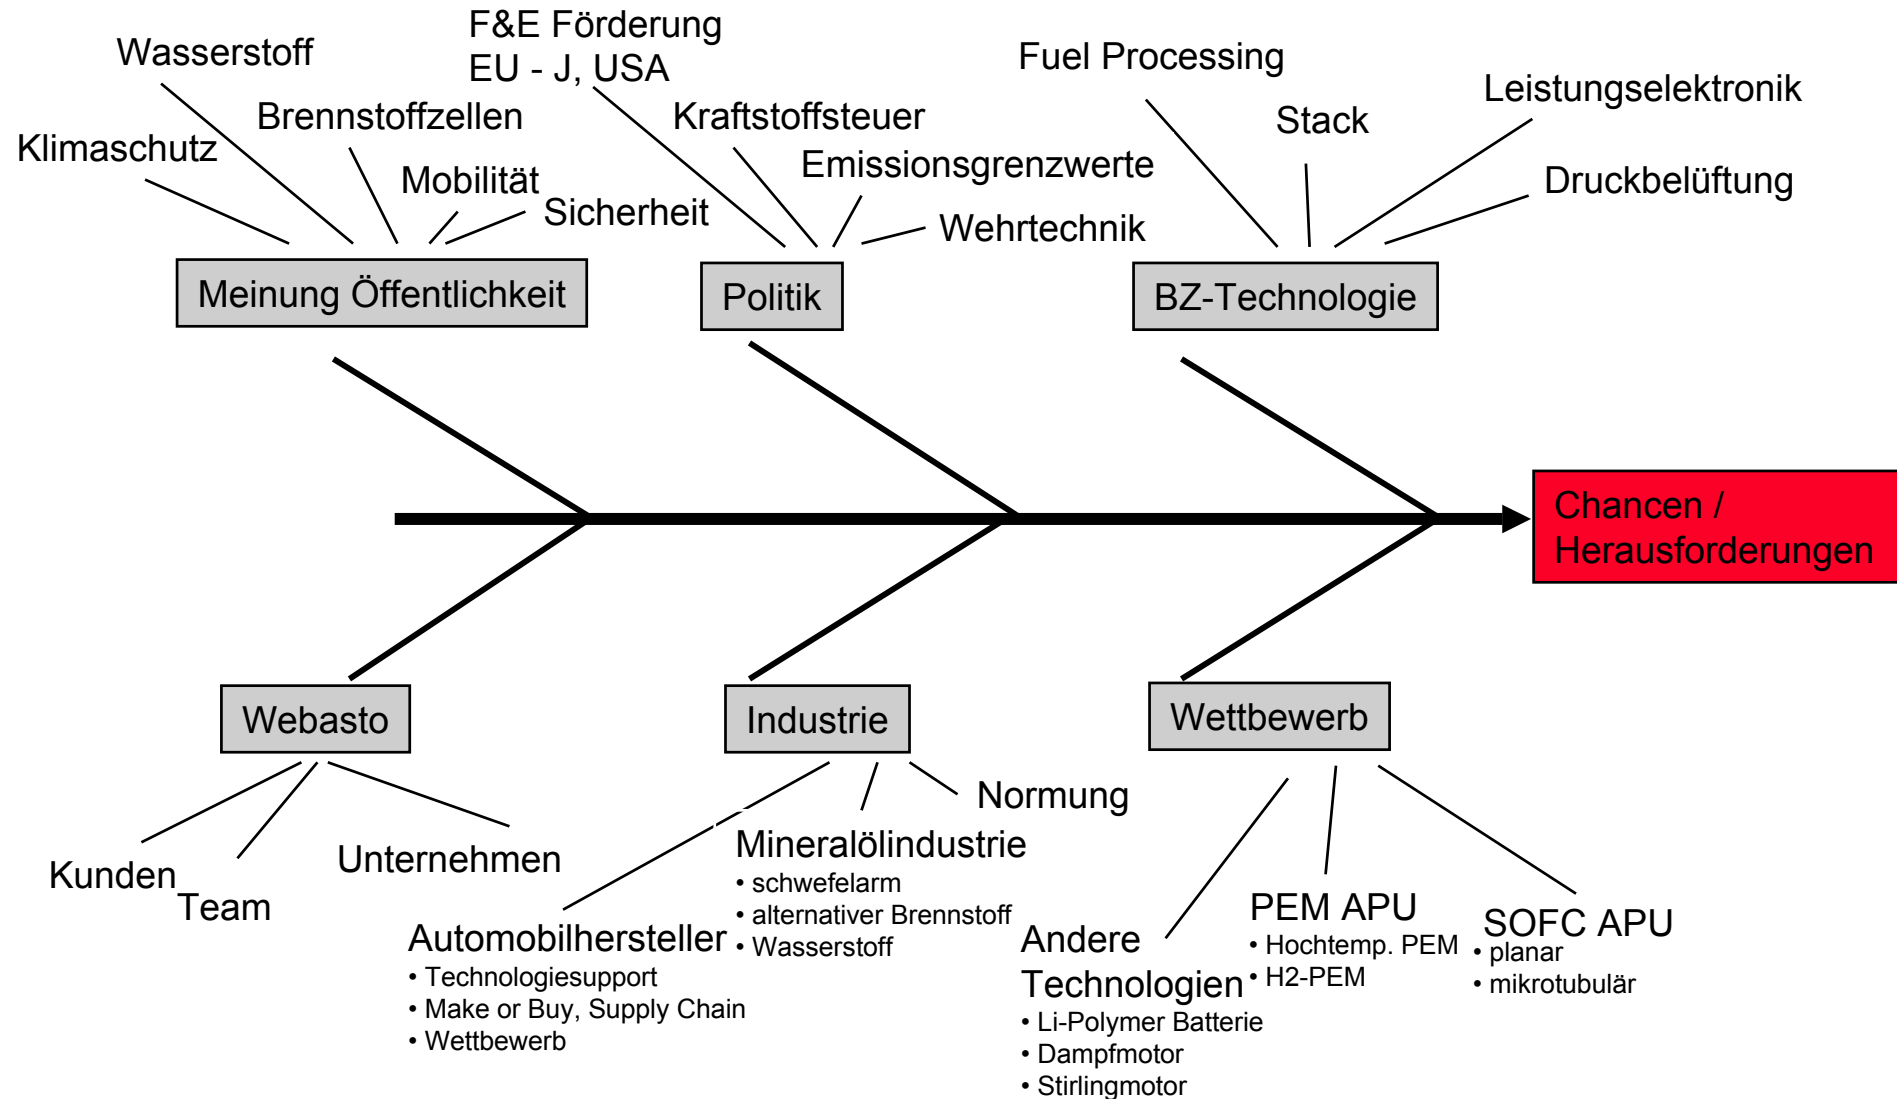 F&E Förderung
EU - J, USA
Wasserstoff
Brennstoffzellen
Klimaschutz
Mobilität
Sicherheit
Kraftstoffsteuer
Emissionsgrenzwerte
Wehrtechnik
Fuel Processing
Stack
Leistungselektronik
Druckbelüftung
Meinung Öffentlichkeit
Politik
BZ-Technologie
Chancen /
Herausforderungen
Webasto
Industrie
Wettbewerb
Kunden
Team
Unternehmen
Automobilhersteller
• Technologiesupport
• Make or Buy, Supply Chain
• Wettbewerb
Mineralölindustrie
• schwefelarm
• alternativer Brennstoff
• Wasserstoff
Normung
Andere
Technologien
• Li-Polymer Batterie
• Dampfmotor
• Stirlingmotor
PEM APU
• Hochtemp. PEM
• H2-PEM
SOFC APU
• planar
• mikrotubulär